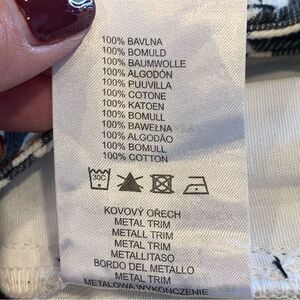 100% BAVLNA
100% BOMULD
100% BAUMWOLLE
100% ALGODÓN
100% PUUVILLA
100% COTONE
100% KATOEN
100% BOMULL
100% BAWEŁNA
100% ALGODÃO
100% BOMULL
100% COTTON
30C
KOVOVÝ OŘECH
METAL TRIM
METALL TRIM
METAL TRIM
METALLITASO
BORDO DEL METALLO
METAL TRIM
METALOWA WYKOŃCZENIE